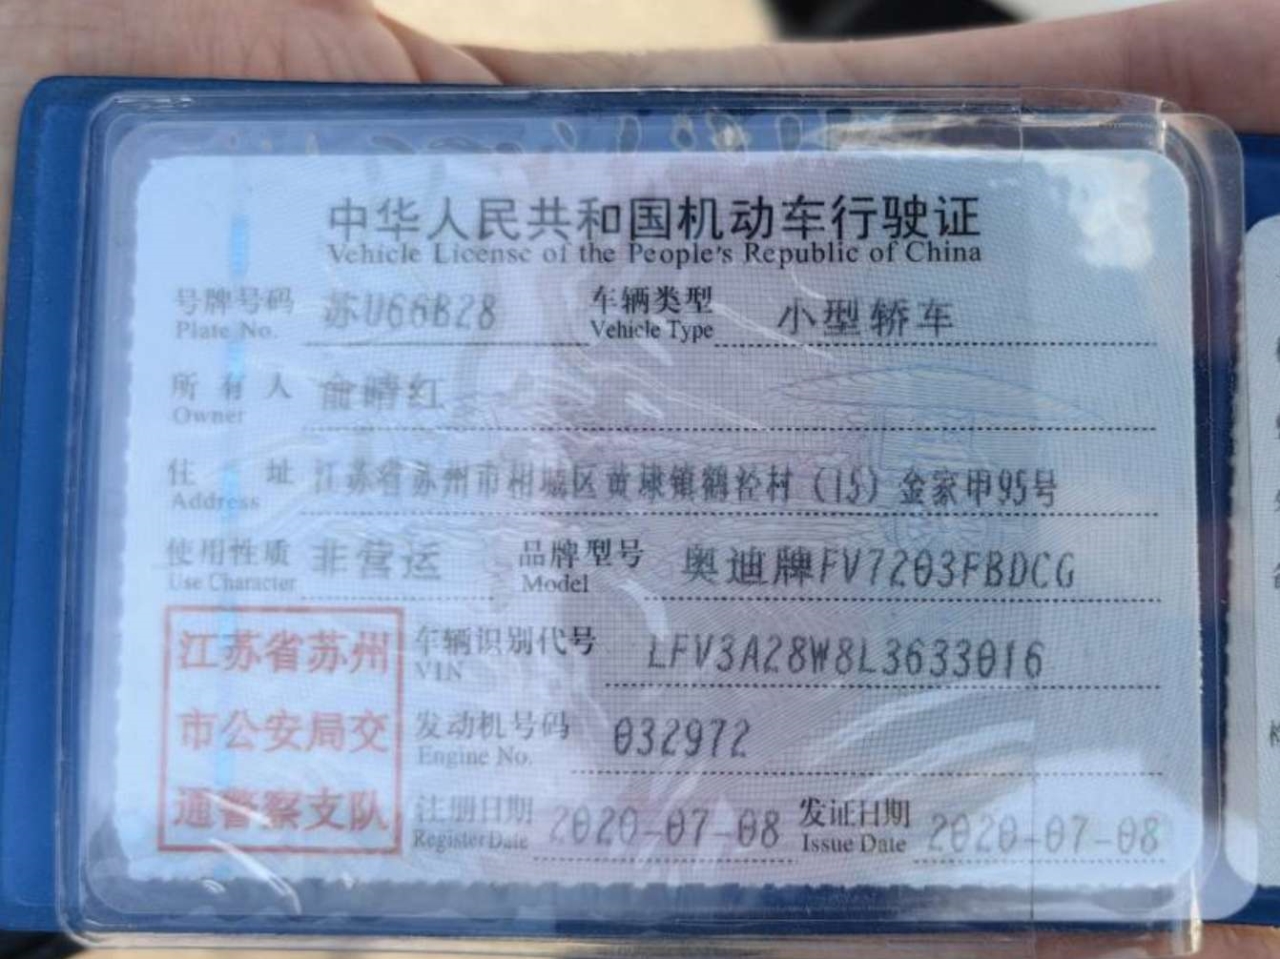 中华人民共和国机动车行驶证
Vehicle License of the People's Republic of China
号牌号码 苏U66B28 车辆类型 小型轿车
Plate No. Vehicle Type
所有人 俞晴红
Owner
住址 江苏省苏州市相城区黄埭镇鹤泾村（15）金家甲95号
Address
使用性质 非营运 品牌型号 奥迪牌FV7203FBDCG
Use Character Model
江苏省苏州
市公安局交
通警察支队
车辆识别代号 LFV3A28W8L3633016
VIN
发动机号码 032972
Engine No.
注册日期 2020-07-08 发证日期 2020-07-08
Register Date Issue Date